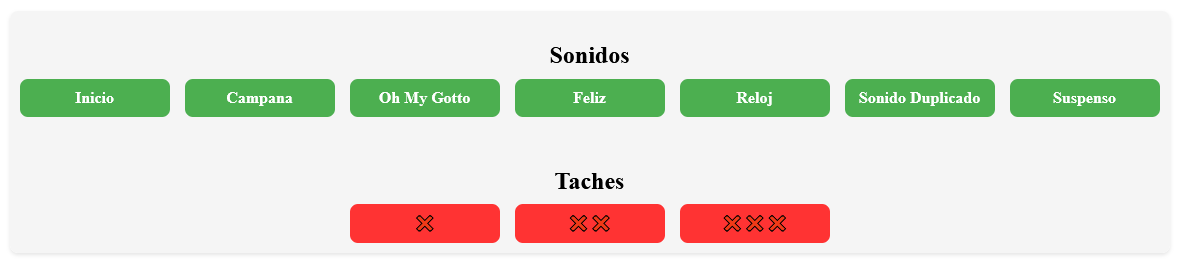 Sonidos
Inicio Campana Oh My Gotto Feliz Reloj Sonido Duplicado Suspenso
Taches
✖ ✖✖ ✖✖✖